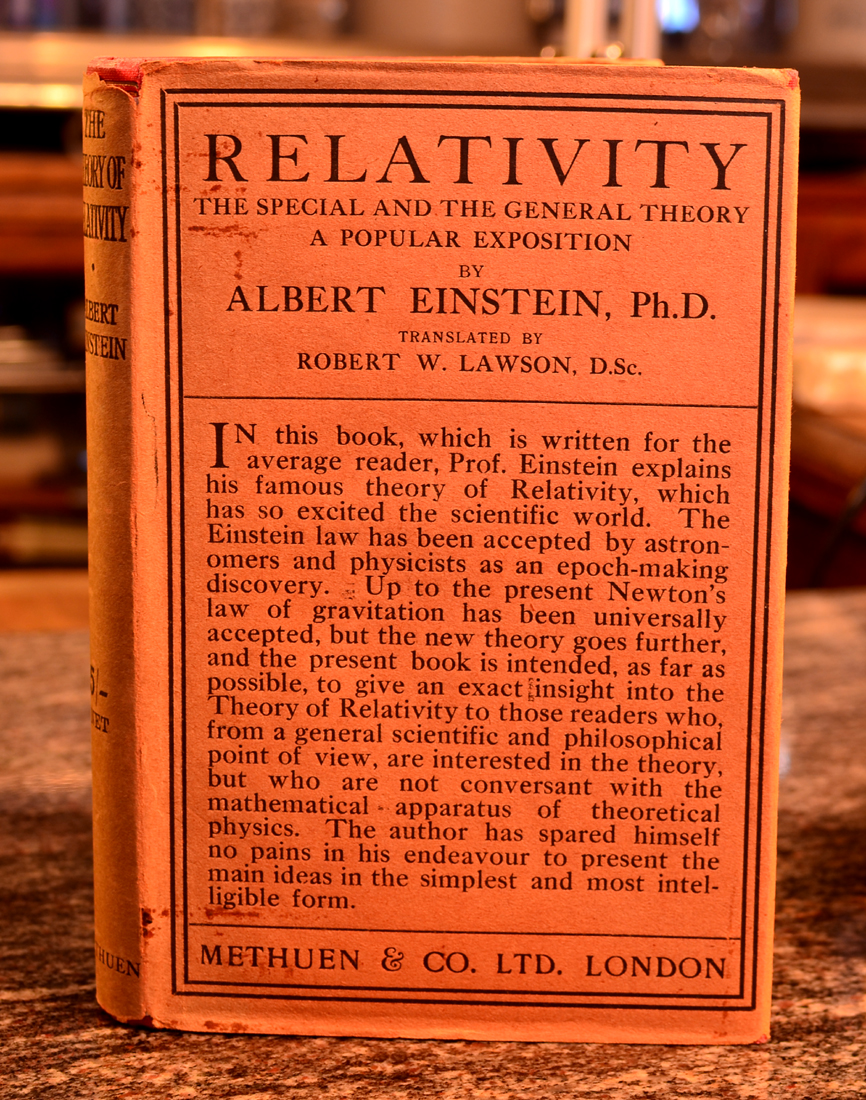 THE
THEORY OF
RELATIVITY
ALBERT
EINSTEIN
5/-
NET
METHUEN
RELATIVITY
THE SPECIAL AND THE GENERAL THEORY
A POPULAR EXPOSITION
BY
ALBERT EINSTEIN, Ph.D.
TRANSLATED BY
ROBERT W. LAWSON, D.Sc.
IN this book, which is written for the
average reader, Prof. Einstein explains
his famous theory of Relativity, which
has so excited the scientific world. The
Einstein law has been accepted by astron-
omers and physicists as an epoch-making
discovery. Up to the present Newton's
law of gravitation has been universally
accepted, but the new theory goes further,
and the present book is intended, as far as
possible, to give an exact insight into the
Theory of Relativity to those readers who,
from a general scientific and philosophical
point of view, are interested in the theory,
but who are not conversant with the
mathematical apparatus of theoretical
physics. The author has spared himself
no pains in his endeavour to present the
main ideas in the simplest and most intel-
ligible form.
METHUEN & CO. LTD. LONDON